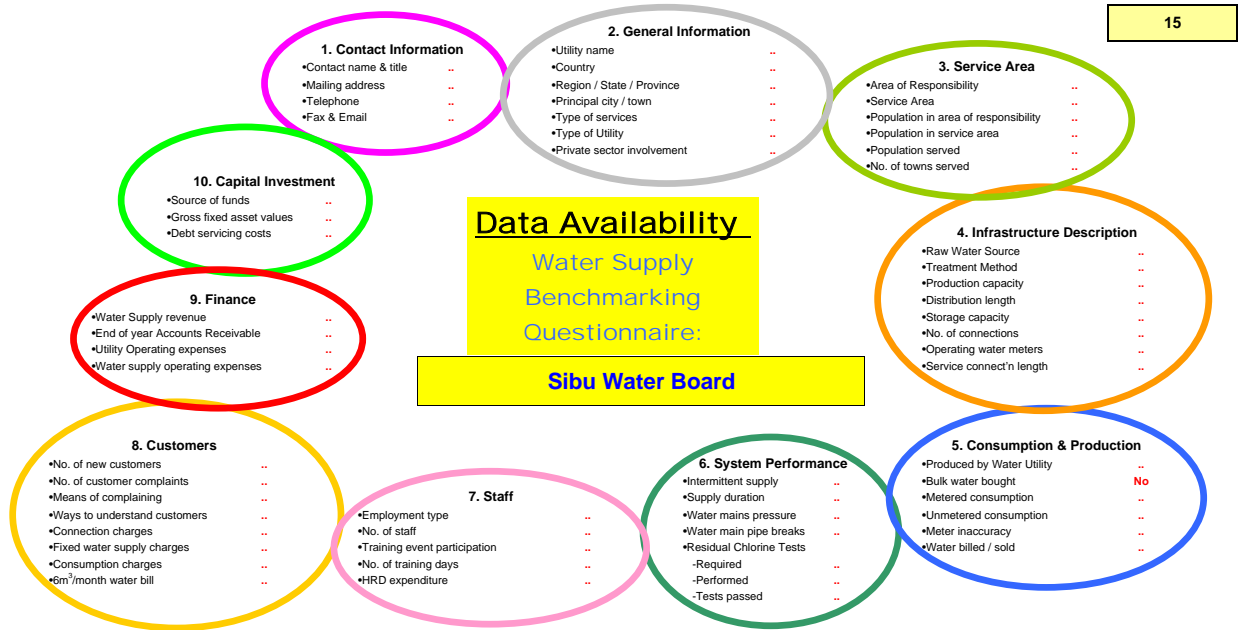 15
1. Contact Information
•Contact name & title ..
•Mailing address ..
•Telephone ..
•Fax & Email ..
2. General Information
•Utility name ..
•Country ..
•Region / State / Province ..
•Principal city / town ..
•Type of services ..
•Type of Utility ..
•Private sector involvement ..
3. Service Area
•Area of Responsibility ..
•Service Area ..
•Population in area of responsibility ..
•Population in service area ..
•Population served ..
•No. of towns served ..
10. Capital Investment
•Source of funds ..
•Gross fixed asset values ..
•Debt servicing costs ..
Data Availability
Water Supply
Benchmarking
Questionnaire:
Sibu Water Board
4. Infrastructure Description
•Raw Water Source ..
•Treatment Method ..
•Production capacity ..
•Distribution length ..
•Storage capacity ..
•No. of connections ..
•Operating water meters ..
•Service connect'n length ..
9. Finance
•Water Supply revenue ..
•End of year Accounts Receivable ..
•Utility Operating expenses ..
•Water supply operating expenses ..
8. Customers
•No. of new customers ..
•No. of customer complaints ..
•Means of complaining ..
•Ways to understand customers ..
•Connection charges ..
•Fixed water supply charges ..
•Consumption charges ..
•6m³/month water bill ..
7. Staff
•Employment type ..
•No. of staff ..
•Training event participation ..
•No. of training days ..
•HRD expenditure ..
6. System Performance
•Intermittent supply ..
•Supply duration ..
•Water mains pressure ..
•Water main pipe breaks ..
•Residual Chlorine Tests
-Required ..
-Performed ..
-Tests passed ..
5. Consumption & Production
•Produced by Water Utility ..
•Bulk water bought No
•Metered consumption ..
•Unmetered consumption ..
•Meter inaccuracy ..
•Water billed / sold ..